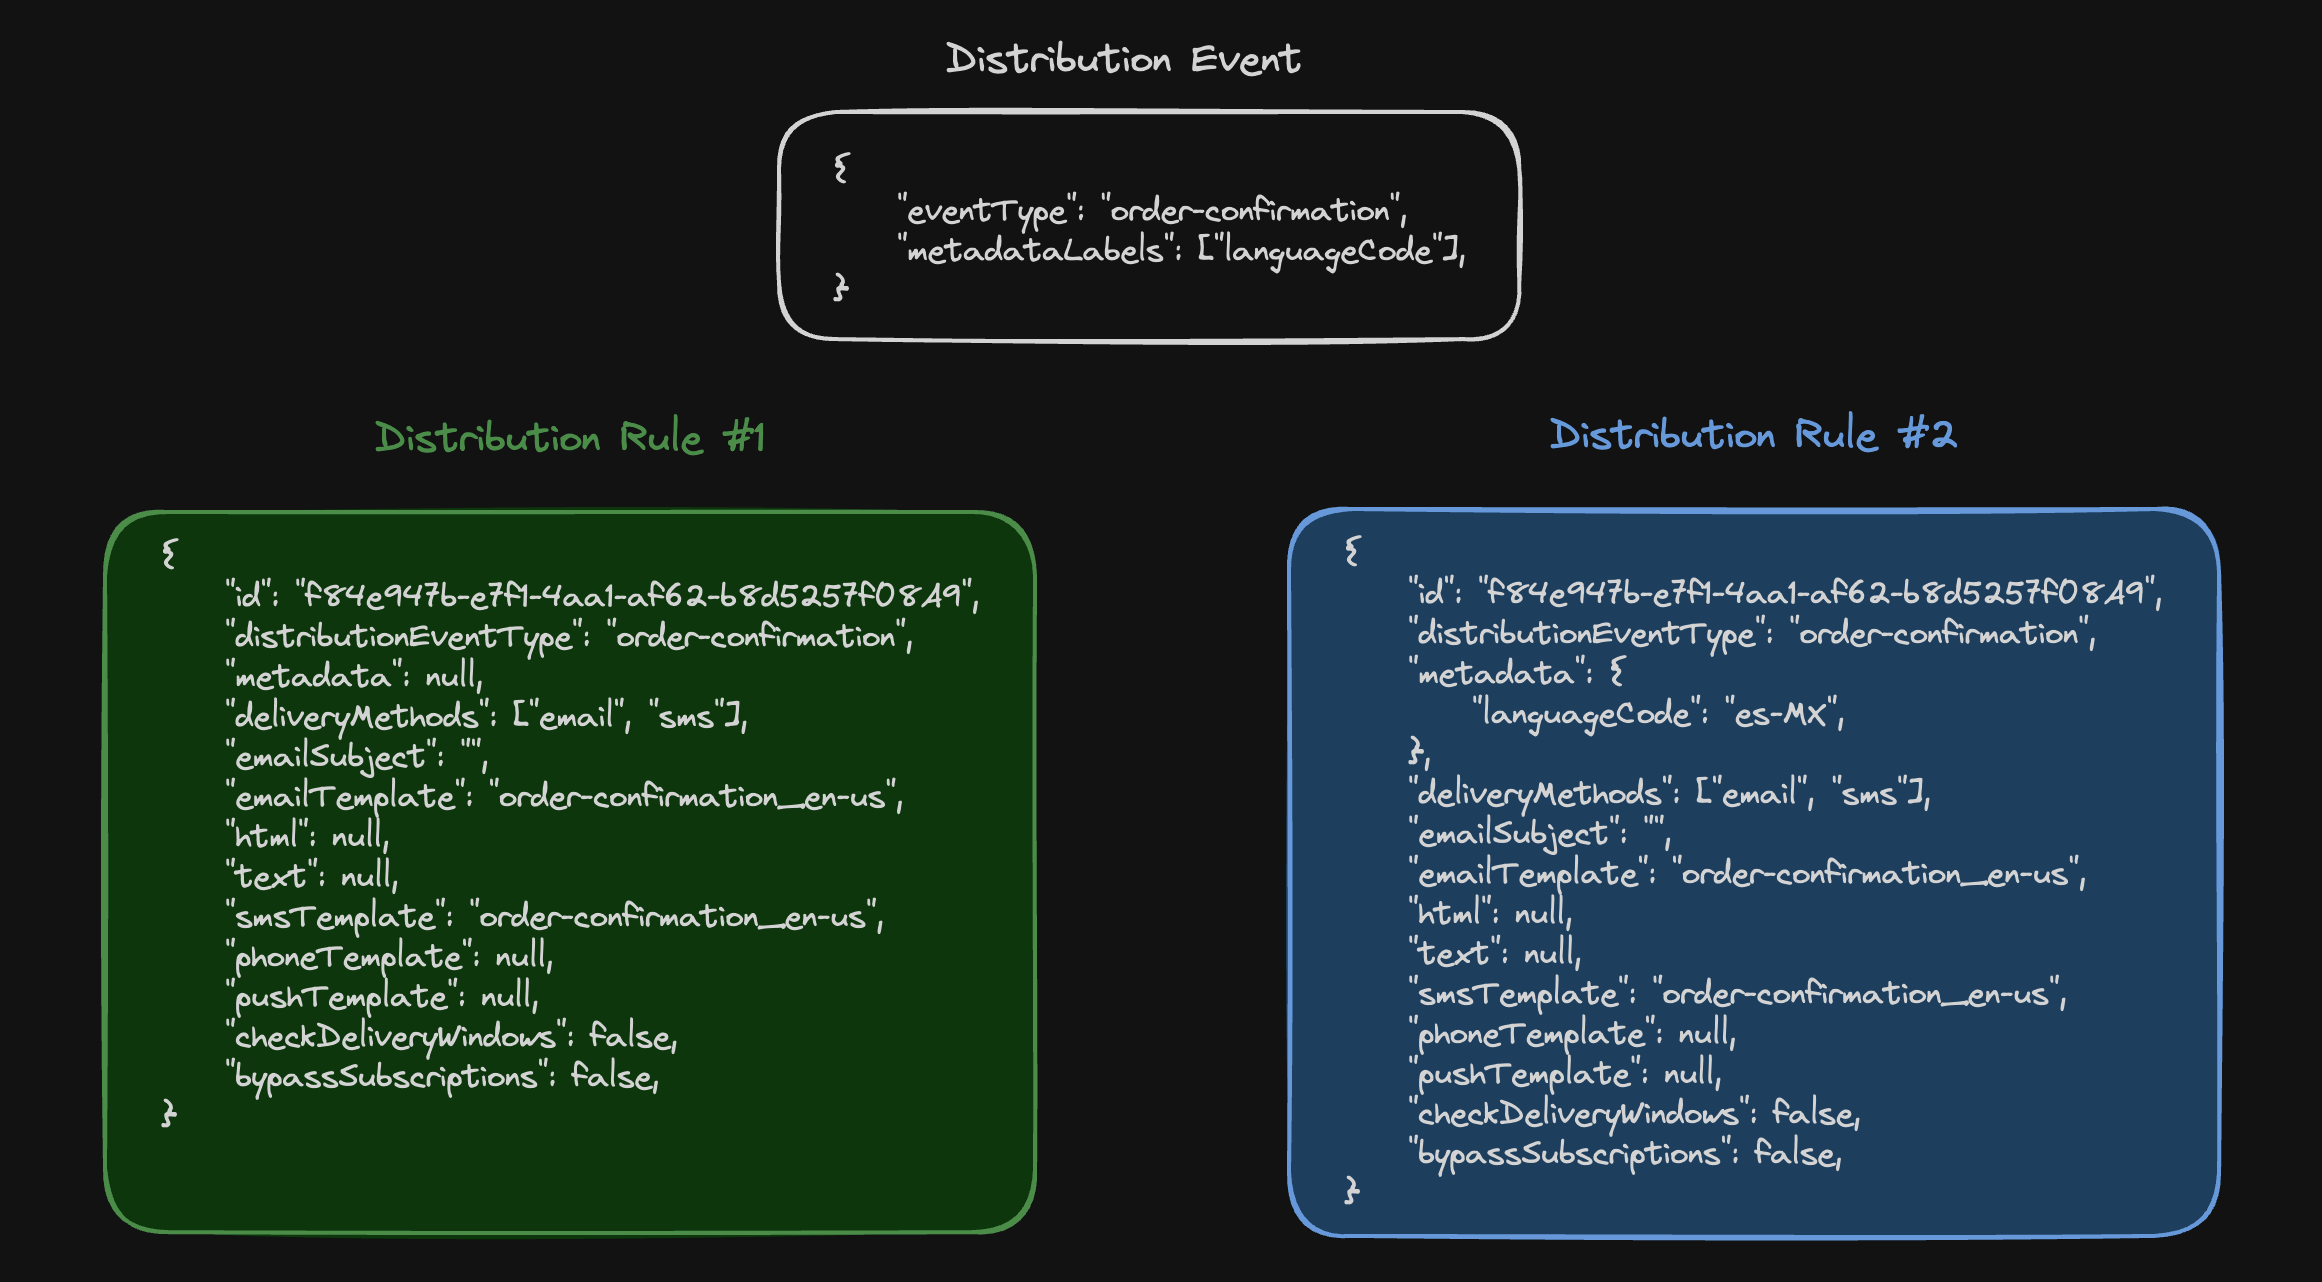 Distribution Event
{
"eventType": "order-confirmation",
"metadataLabels": ["languageCode"],
}
Distribution Rule #1
{
"id": "f84e947b-e7f1-4aa1-af62-b8d5257f08A9",
"distributionEventType": "order-confirmation",
"metadata": null,
"deliveryMethods": ["email", "sms"],
"emailSubject": "",
"emailTemplate": "order-confirmation_en-us",
"html": null,
"text": null,
"smsTemplate": "order-confirmation_en-us",
"phoneTemplate": null,
"pushTemplate": null,
"checkDeliveryWindows": false,
"bypassSubscriptions": false,
}
Distribution Rule #2
{
"id": "f84e947b-e7f1-4aa1-af62-b8d5257f08A9",
"distributionEventType": "order-confirmation",
"metadata": {
"languageCode": "es-MX",
},
"deliveryMethods": ["email", "sms"],
"emailSubject": "",
"emailTemplate": "order-confirmation_en-us",
"html": null,
"text": null,
"smsTemplate": "order-confirmation_en-us",
"phoneTemplate": null,
"pushTemplate": null,
"checkDeliveryWindows": false,
"bypassSubscriptions": false,
}